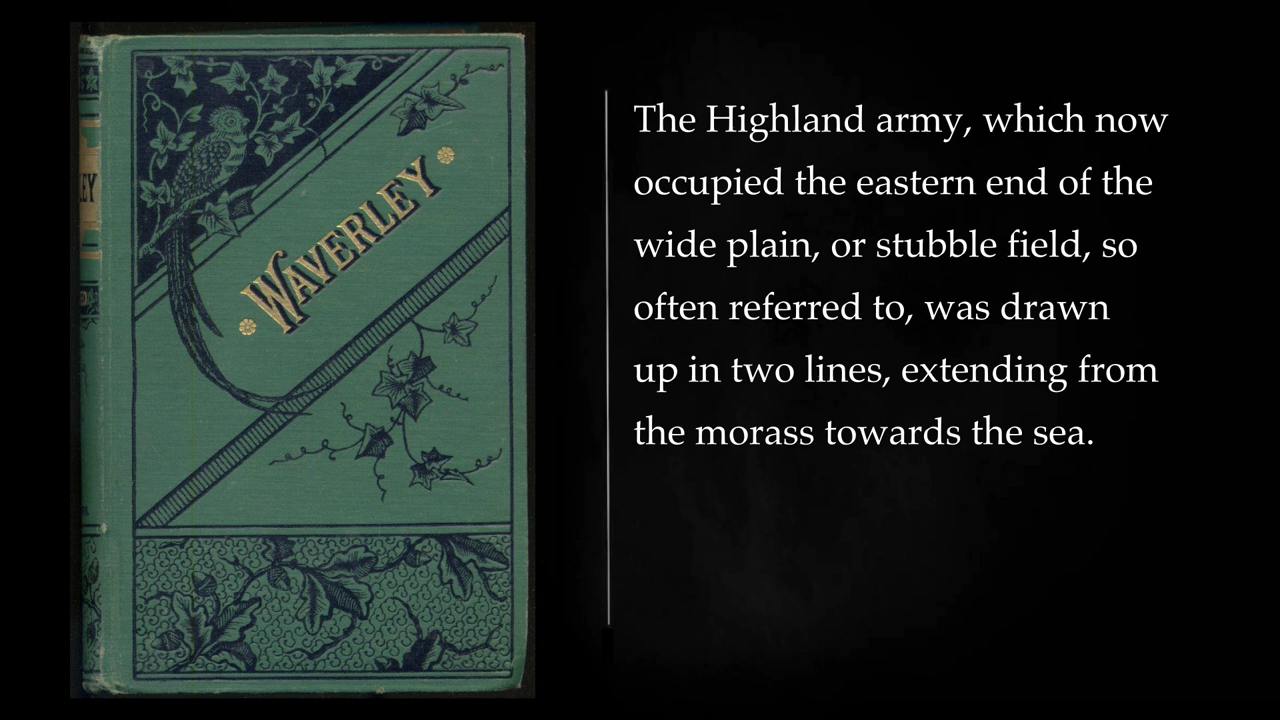 WAVERLEY
EY
The Highland army, which now
occupied the eastern end of the
wide plain, or stubble field, so
often referred to, was drawn
up in two lines, extending from
the morass towards the sea.